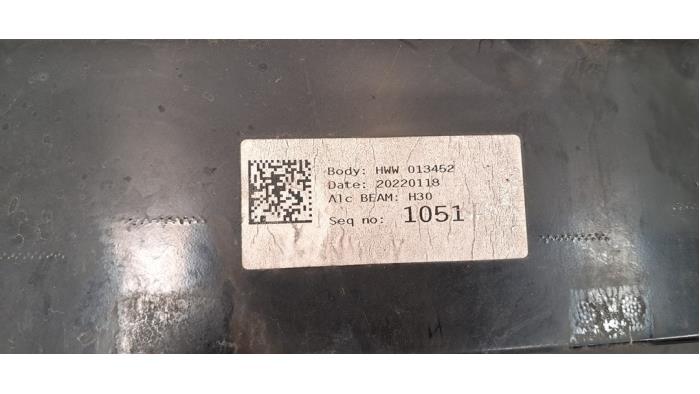 Body: HWW 013452
Date: 20220118
Alc BEAM: H30
Seq no: 1051